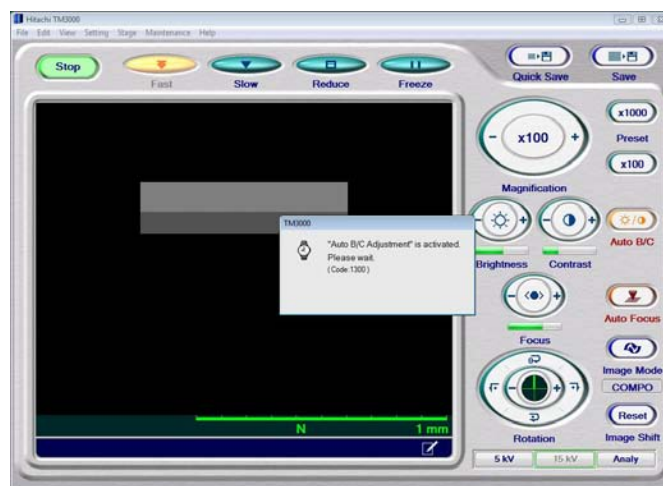 Hitachi TM3000
File Edit View Setting Stage Maintenance Help
Stop
Fast Slow Reduce Freeze
Quick Save Save
x1000
- x100 +
Preset
x100
Magnification
- + - +
Auto B/C
Brightness Contrast
TM3000
"Auto B/C Adjustment" is activated.
Please wait.
( Code:1300 )
- +
Auto Focus
Focus
Image Mode
- +
COMPO
Reset
N 1 mm
Rotation Image Shift
5 kV 15 kV Analy